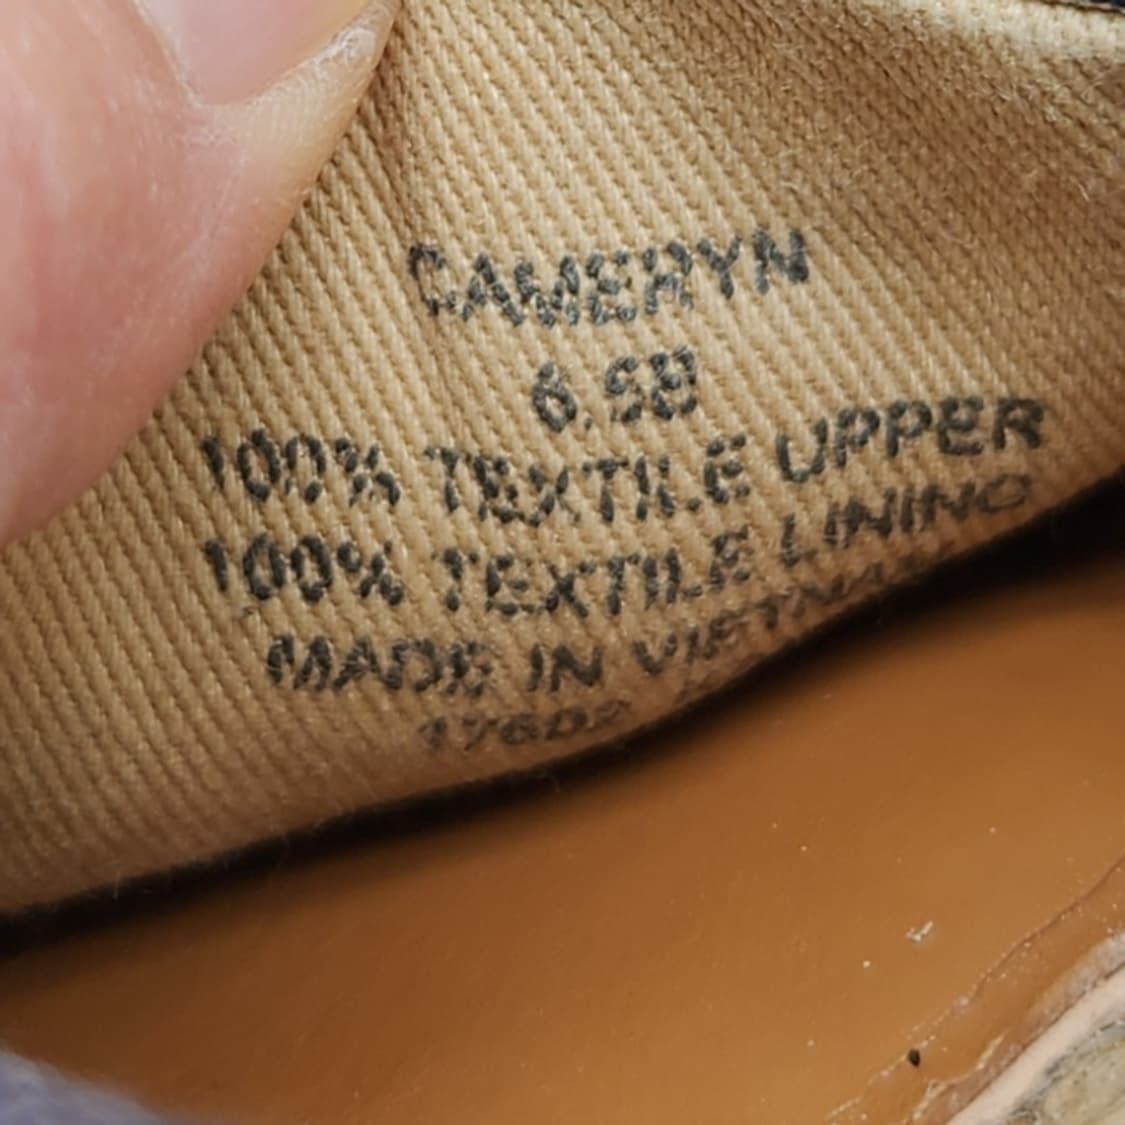 CAMERYN
6.5B
100% TEXTILE UPPER
100% TEXTILE LINING
MADE IN VIETNAM